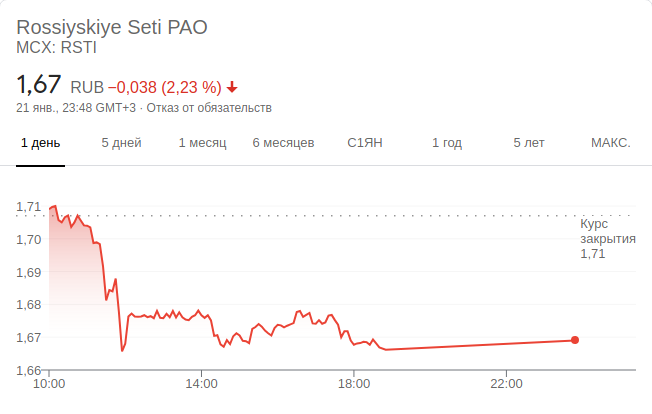 Rossiyskiye Seti PAO
MCX: RSTI
1,67 RUB −0,038 (2,23 %)
21 янв., 23:48 GMT+3 · Отказ от обязательств
1 день 5 дней 1 месяц 6 месяцев С1ЯН 1 год 5 лет МАКС.
1,71
Курс
закрытия
1,71
1,70
1,69
1,68
1,67
1,66
10:00 14:00 18:00 22:00